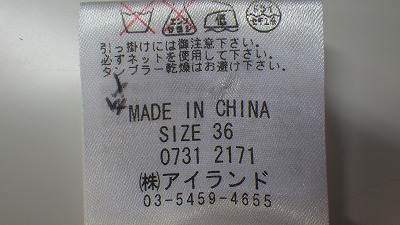 引っ掛けには御注意下さい。
必ずネットを使用して下さい。
タンブラー乾燥はお避け下さい。
MADE IN CHINA
SIZE 36
0731 2171
㈱アイランド
03-5459-4655